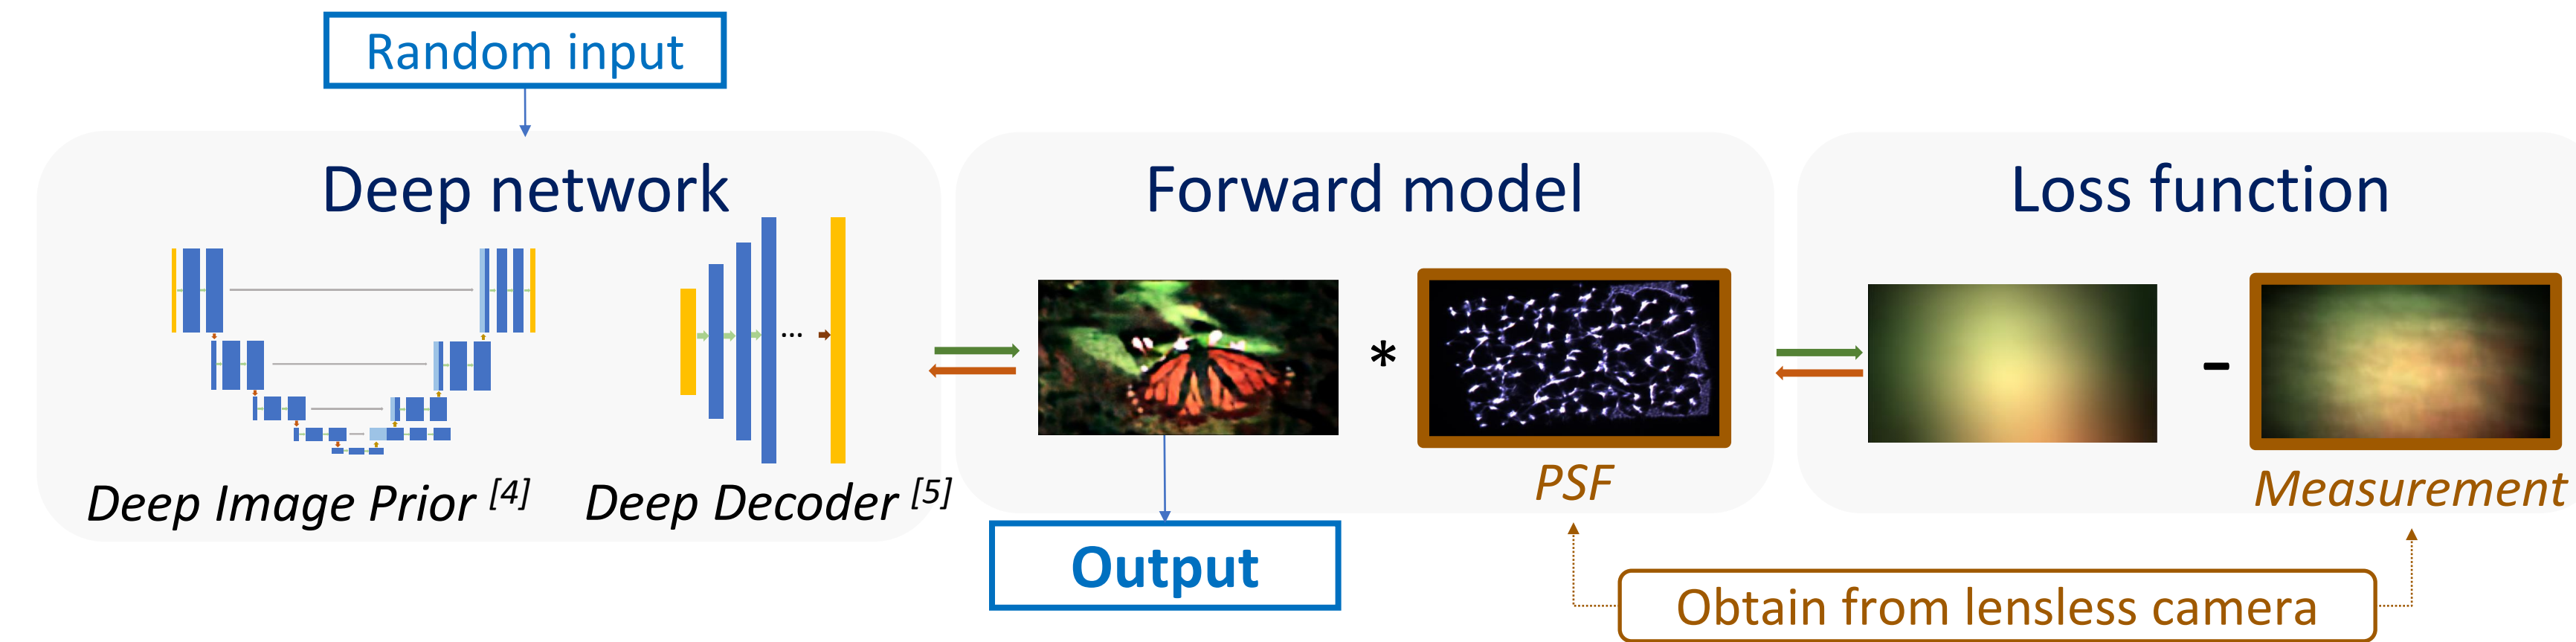 Random input
Deep network
Forward model
Loss function
...
*
-
Deep Image Prior [4]
Deep Decoder [5]
PSF
Measurement
Output
Obtain from lensless camera